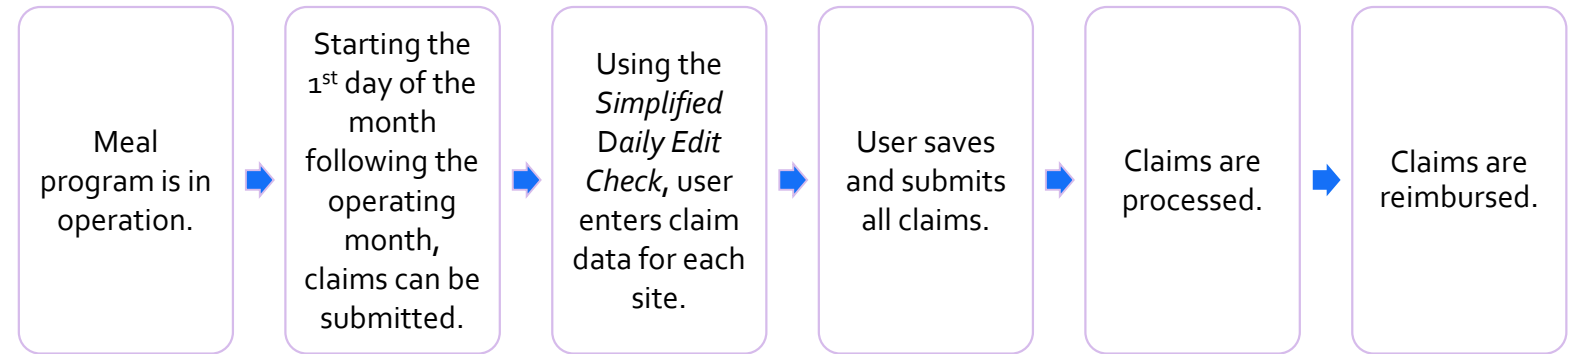 Meal
program is in
operation.
Starting the
1st day of the
month
following the
operating
month,
claims can be
submitted.
Using the
Simplified
Daily Edit
Check, user
enters claim
data for each
site.
User saves
and submits
all claims.
Claims are
processed.
Claims are
reimbursed.